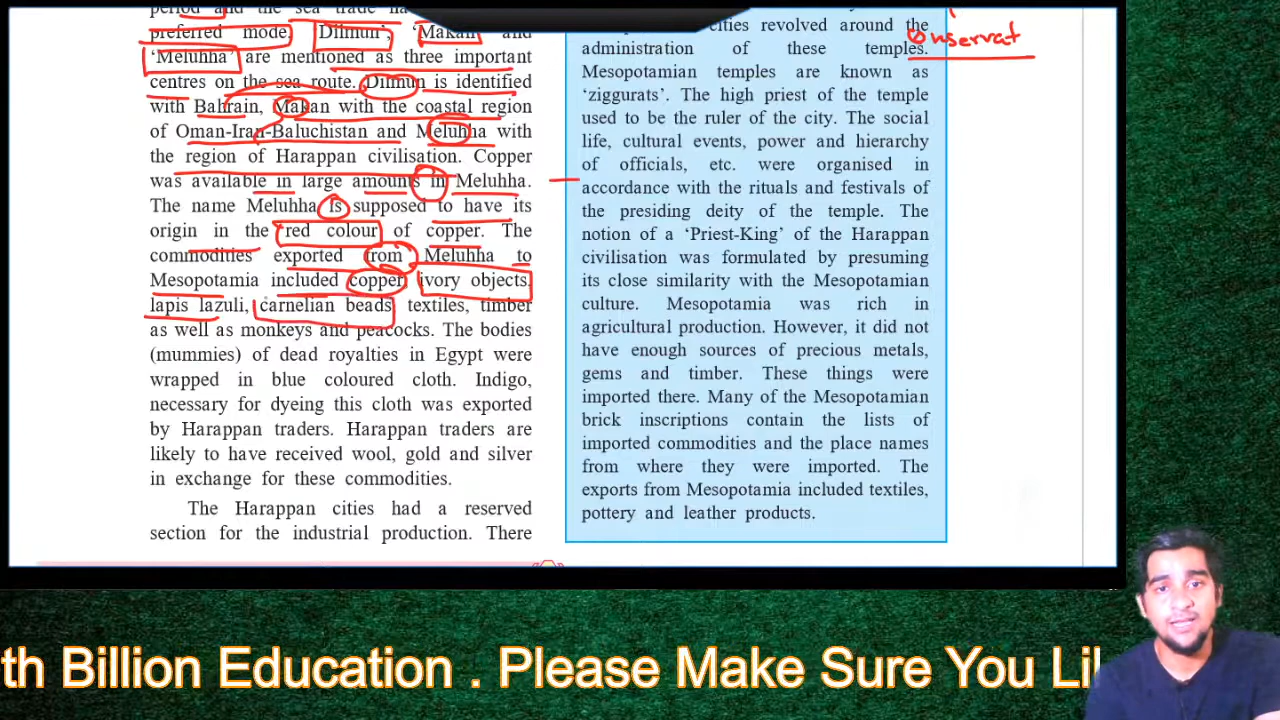 period and the sea trade
preferred mode. 'Dilmun', 'Makan' and
'Meluhha' are mentioned as three important
centres on the sea route. Dilmun is identified
with Bahrain, Makan with the coastal region
of Oman-Iran-Baluchistan and Meluhha with
the region of Harappan civilisation. Copper
was available in large amounts in Meluhha.
The name Meluhha is supposed to have its
origin in the red colour of copper. The
commodities exported from Meluhha to
Mesopotamia included copper, ivory objects,
lapis lazuli, carnelian beads, textiles, timber
as well as monkeys and peacocks. The bodies
(mummies) of dead royalties in Egypt were
wrapped in blue coloured cloth. Indigo,
necessary for dyeing this cloth was exported
by Harappan traders. Harappan traders are
likely to have received wool, gold and silver
in exchange for these commodities.
The Harappan cities had a reserved
section for the industrial production. There
cities revolved around the
administration of these temples.
Mesopotamian temples are known as
'ziggurats'. The high priest of the temple
used to be the ruler of the city. The social
life, cultural events, power and hierarchy
of officials, etc. were organised in
accordance with the rituals and festivals of
the presiding deity of the temple. The
notion of a 'Priest-King' of the Harappan
civilisation was formulated by presuming
its close similarity with the Mesopotamian
culture. Mesopotamia was rich in
agricultural production. However, it did not
have enough sources of precious metals,
gems and timber. These things were
imported there. Many of the Mesopotamian
brick inscriptions contain the lists of
imported commodities and the place names
from where they were imported. The
exports from Mesopotamia included textiles,
pottery and leather products.
onservat
th Billion Education . Please Make Sure You Lil